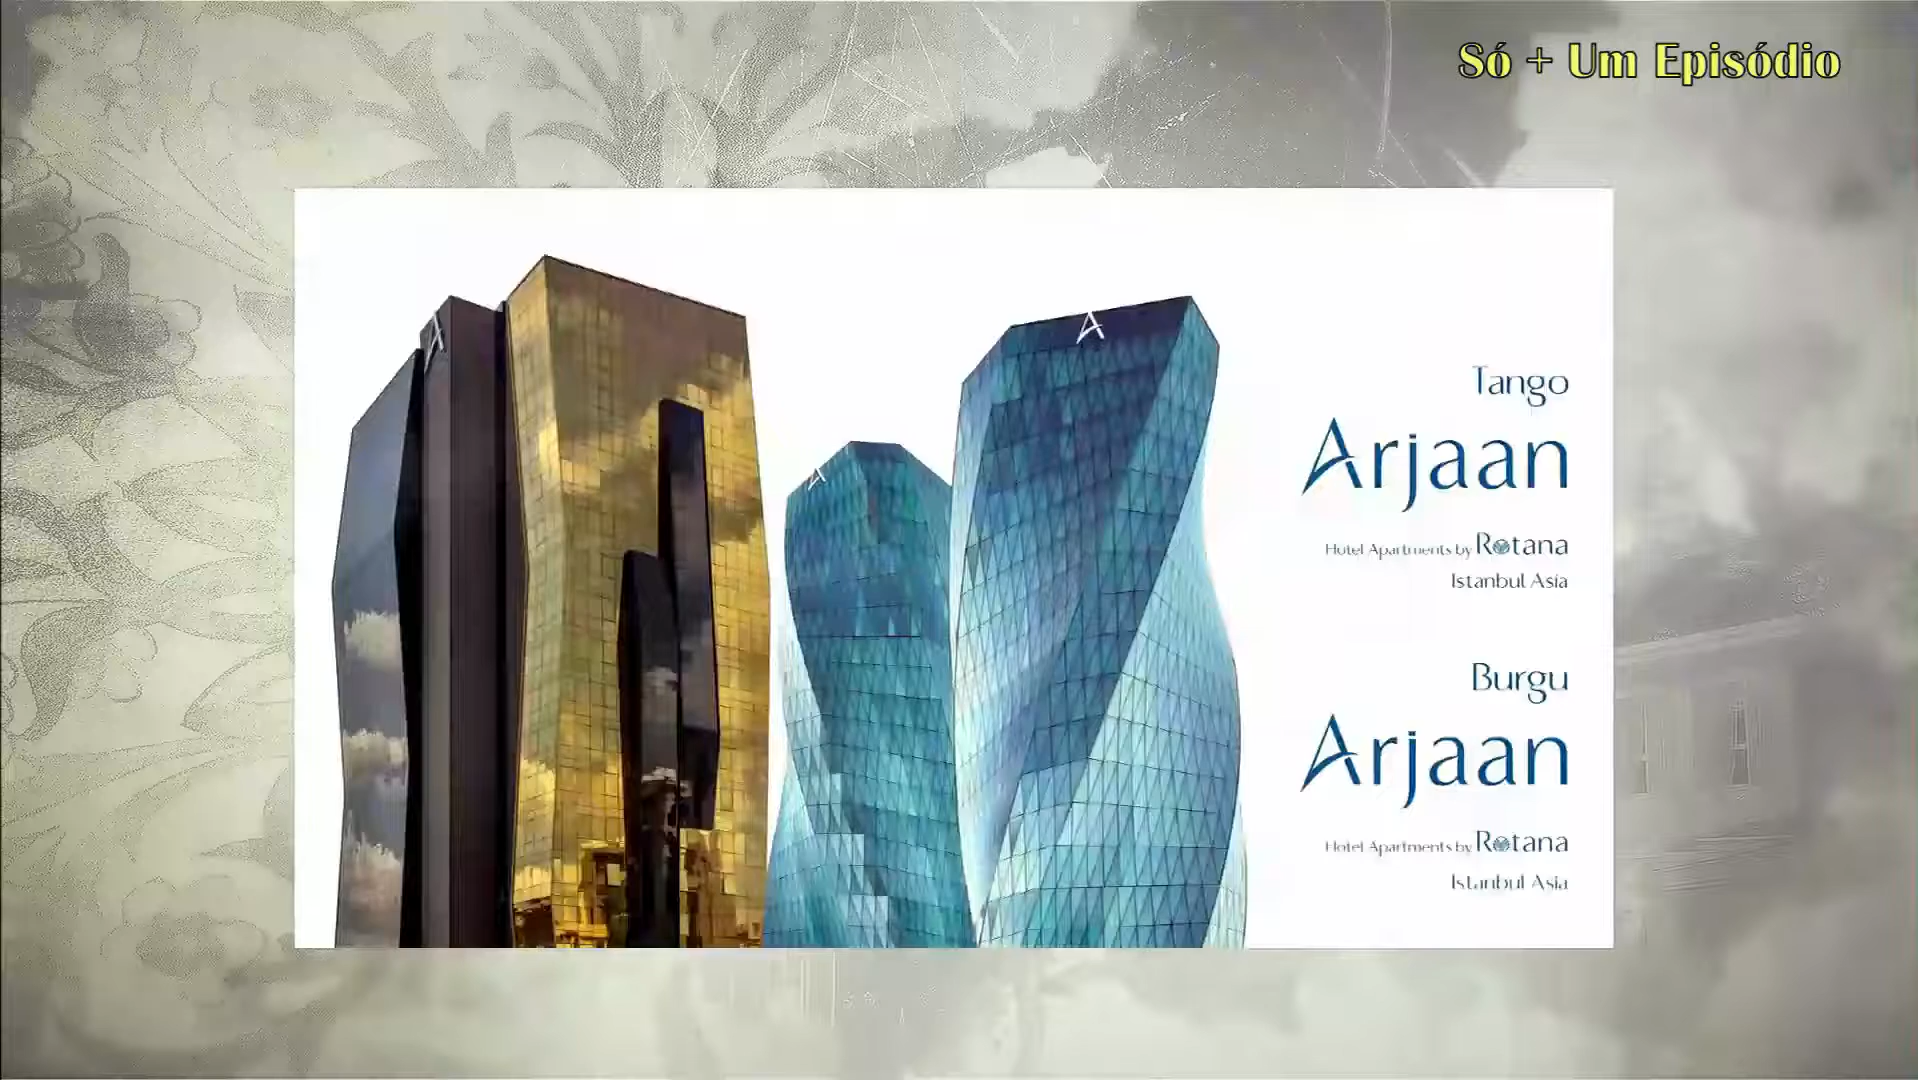 Só + Um Episódio
Tango
Arjaan
Hotel Apartments by Rotana
Istanbul Asia
Burgu
Arjaan
Hotel Apartments by Rotana
Istanbul Asia